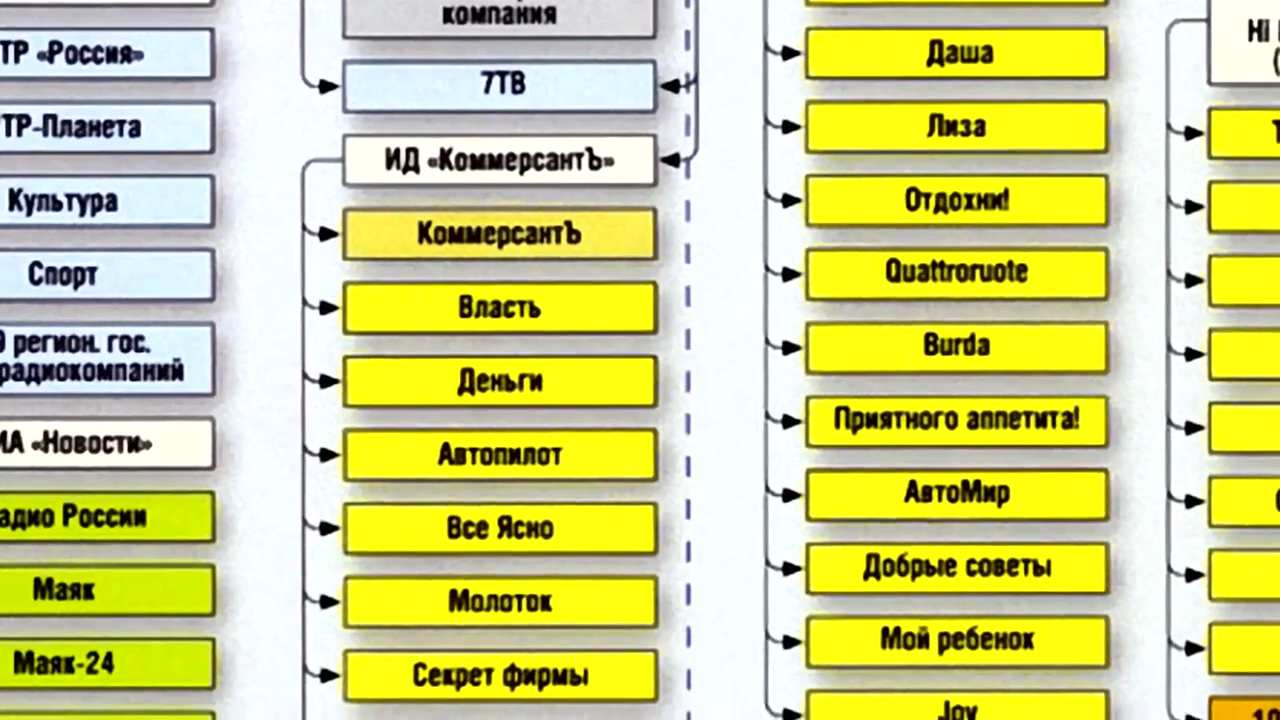 ТР «Россия»
ТР-Планета
Культура
Спорт
регион. гос.
радиокомпаний
«Новости»
России
Маяк
Маяк-24
компания
7ТВ
ИД «КоммерсантЪ»
КоммерсантЪ
Власть
Деньги
Автопилот
Все Ясно
Молоток
Секрет фирмы
Даша
Лиза
Отдохни!
Quattroruote
Burda
Приятного аппетита!
АвтоМир
Добрые советы
Мой ребенок
Joy
Hi